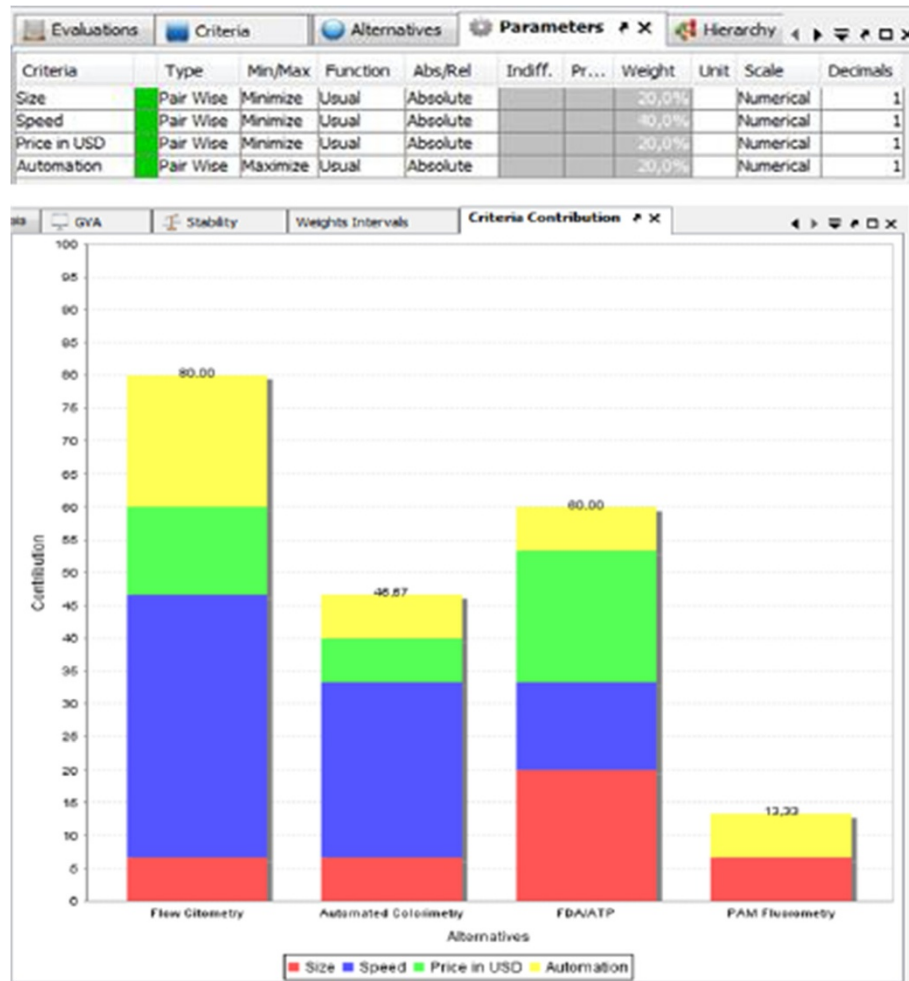 Evaluations Criteria Alternatives Parameters Hierarchy
Criteria Type Min/Max Function Abs/Rel Indiff. Pr... Weight Unit Scale Decimals
Size Pair Wise Minimize Usual Absolute 20,0% Numerical 1
Speed Pair Wise Minimize Usual Absolute 40,0% Numerical 1
Price in USD Pair Wise Minimize Usual Absolute 20,0% Numerical 1
Automation Pair Wise Maximize Usual Absolute 20,0% Numerical 1
GVA Stability Weights Intervals Criteria Contribution
100
95
90
85
80
75
70
65
60
55
50
45
40
35
30
25
20
15
10
5
0
Contribution
80.00
46,67
60.00
13,33
Flow Citometry Automated Colorimetry FDA/ATP PAM Fluorometry
Alternatives
Size Speed Price in USD Automation